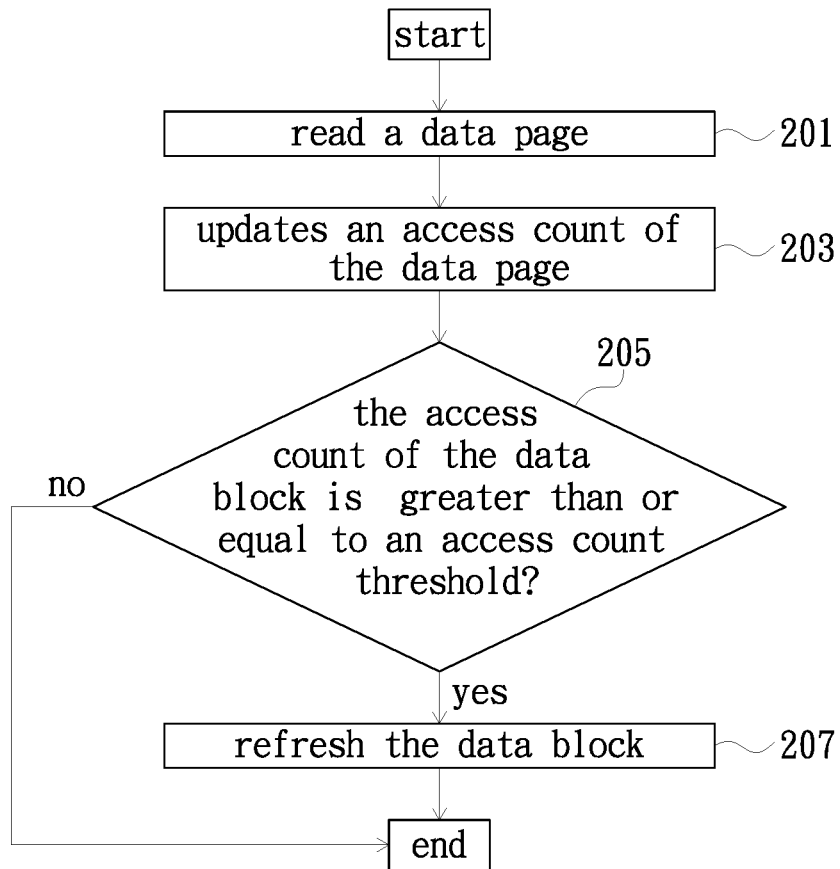 start
read a data page
201
updates an access count of
the data page
203
205
the access
count of the data
block is greater than or
equal to an access count
threshold?
no
yes
refresh the data block
207
end